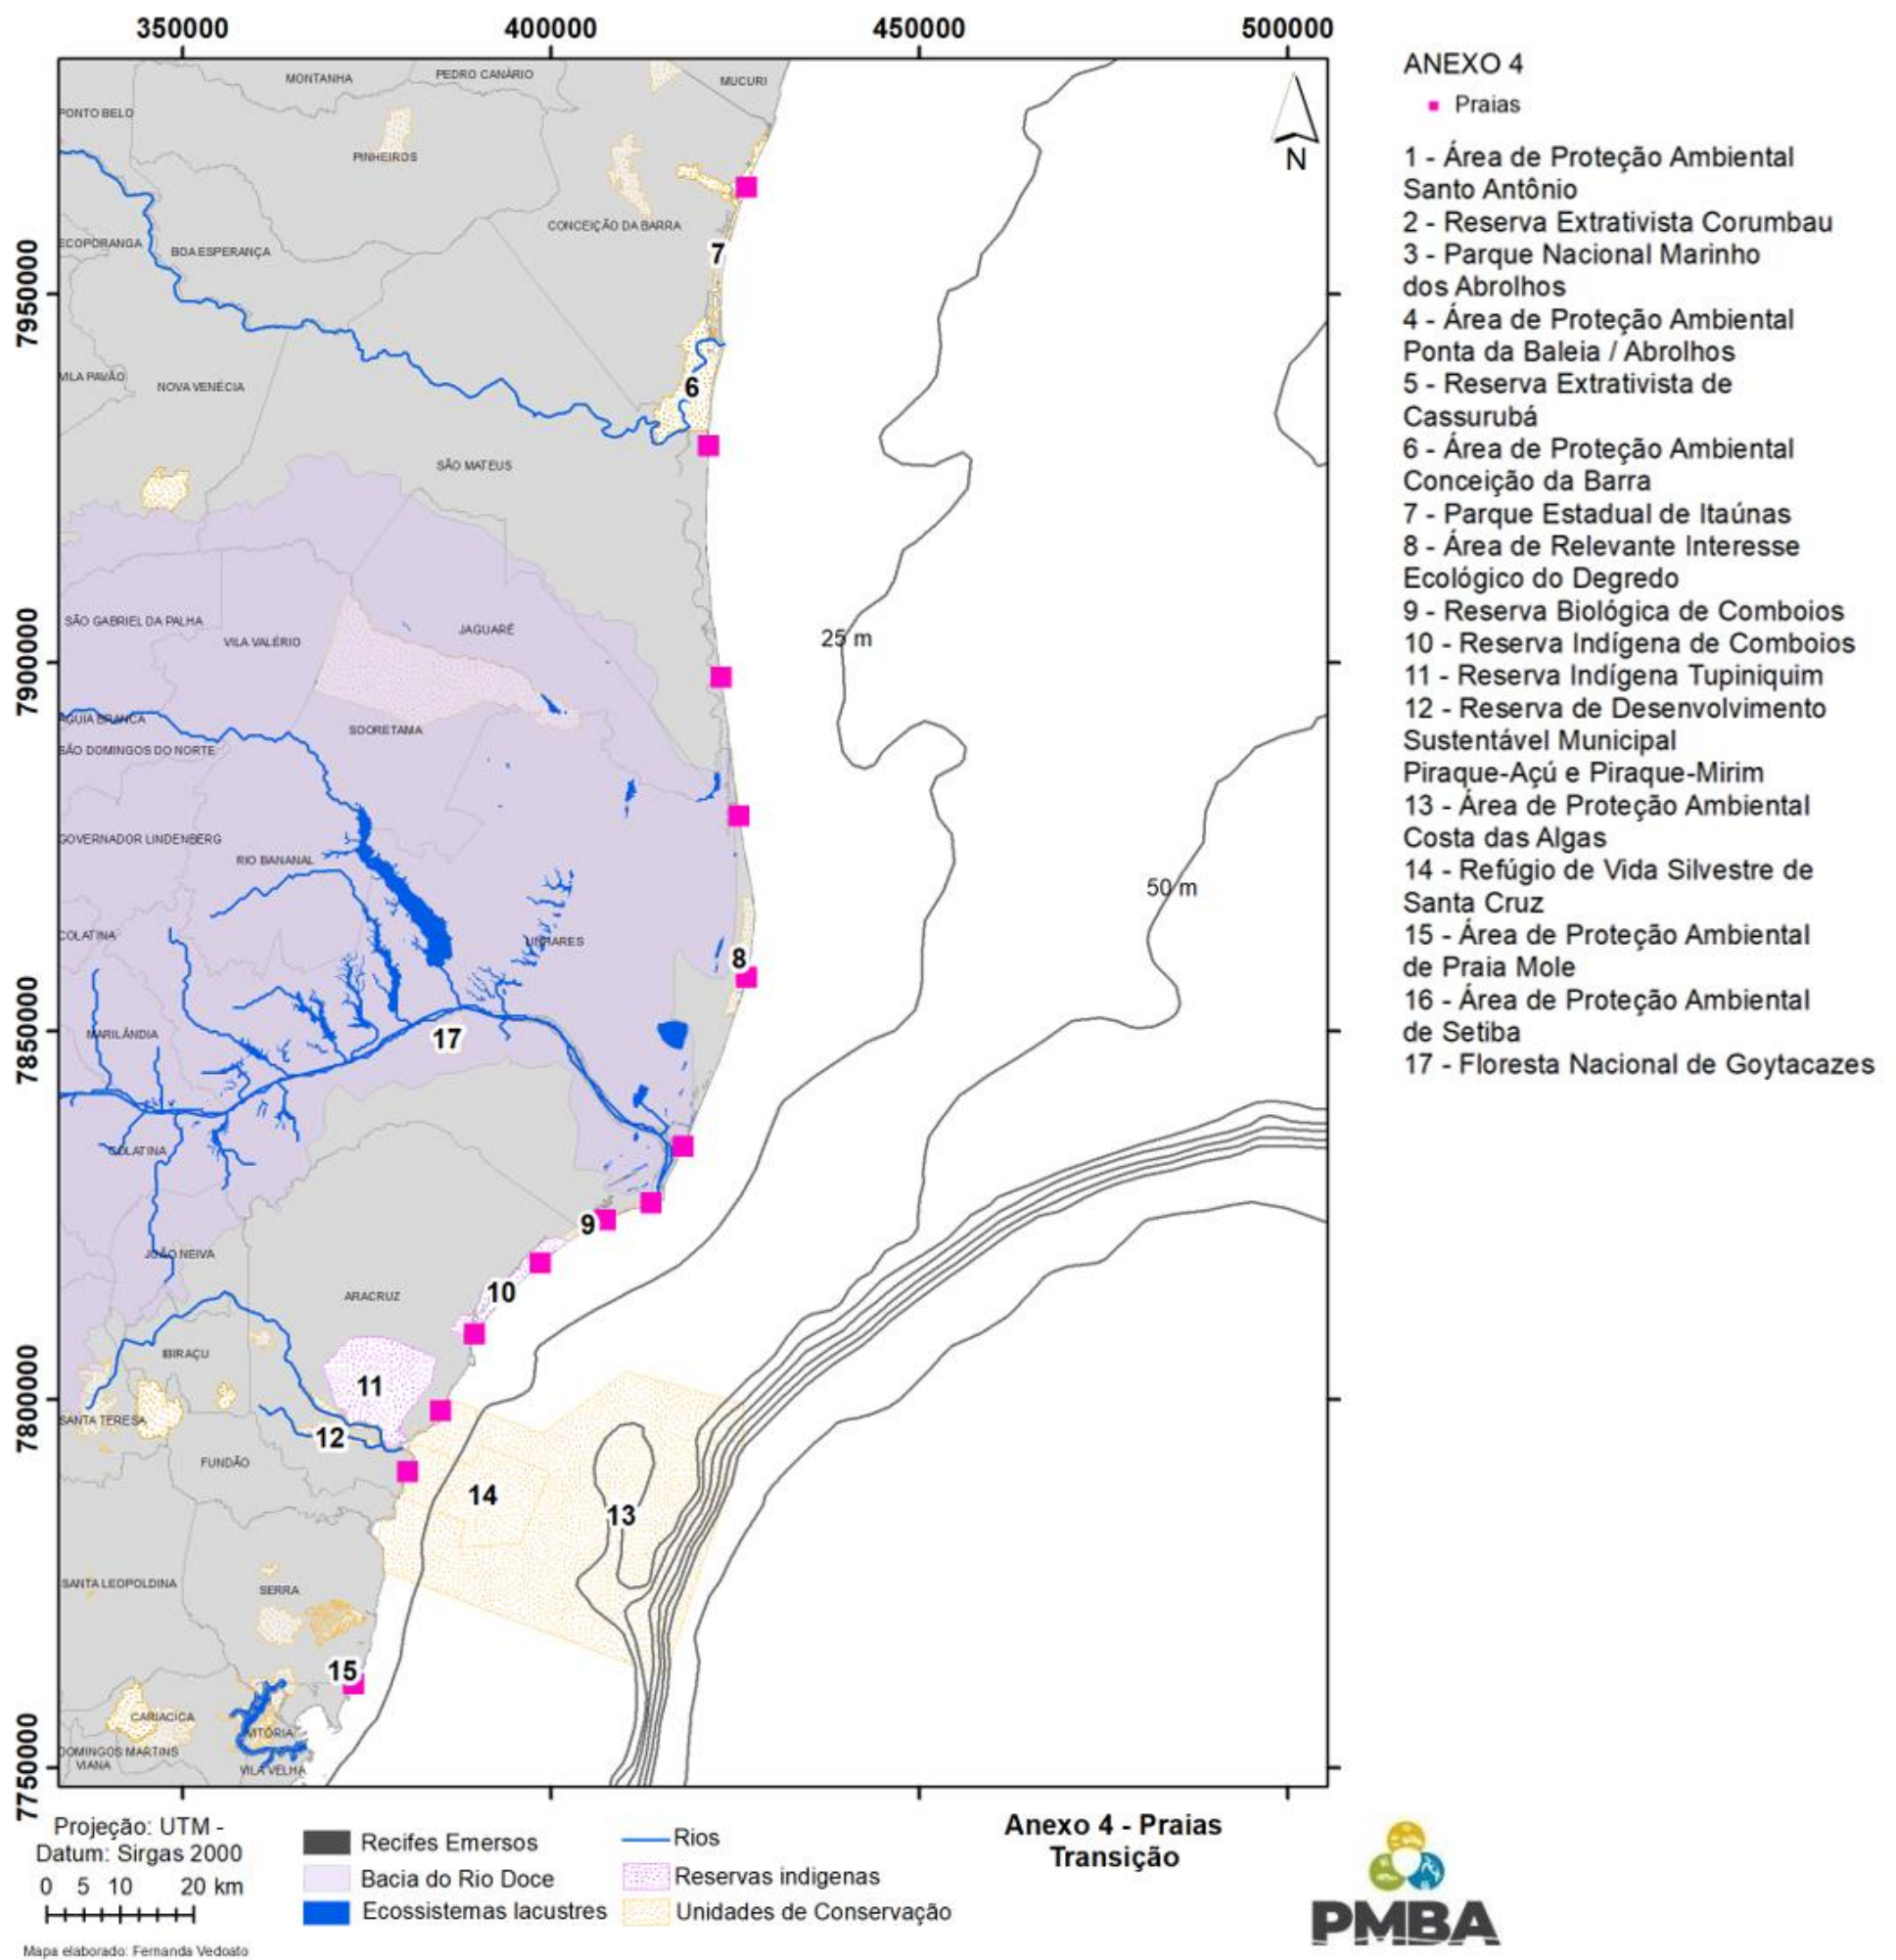 350000 400000 450000 500000
MONTANHA
PEDRO CANÁRIO
MUCURI
PONTO BELO
PINHEIROS
CONCEIÇÃO DA BARRA
ECOPORANGA
BOA ESPERANÇA
7
7950000
VILA PAVÃO
NOVA VENÉCIA
6
SÃO MATEUS
SÃO GABRIEL DA PALHA
VILA VALÉRIO
JAGUARÉ
25 m
7900000
ÁGUIA BRANCA
SOORETAMA
SÃO DOMINGOS DO NORTE
GOVERNADOR LINDENBERG
RIO BANANAL
50 m
COLATINA
LINHARES
8
7850000
MARILÂNDIA
17
COLATINA
9
JOÃO NEIVA
10
ARACRUZ
IBIRAÇU
11
7800000
SANTA TERESA
12
FUNDÃO
14
13
SANTA LEOPOLDINA
SERRA
15
CARIACICA
VITÓRIA
DOMINGOS MARTINS
VIANA
VILA VELHA
7750000
N
ANEXO 4
Praias
1 - Área de Proteção Ambiental
Santo Antônio
2 - Reserva Extrativista Corumbau
3 - Parque Nacional Marinho
dos Abrolhos
4 - Área de Proteção Ambiental
Ponta da Baleia / Abrolhos
5 - Reserva Extrativista de
Cassurubá
6 - Área de Proteção Ambiental
Conceição da Barra
7 - Parque Estadual de Itaúnas
8 - Área de Relevante Interesse
Ecológico do Degredo
9 - Reserva Biológica de Comboios
10 - Reserva Indígena de Comboios
11 - Reserva Indígena Tupiniquim
12 - Reserva de Desenvolvimento
Sustentável Municipal
Piraque-Açú e Piraque-Mirim
13 - Área de Proteção Ambiental
Costa das Algas
14 - Refúgio de Vida Silvestre de
Santa Cruz
15 - Área de Proteção Ambiental
de Praia Mole
16 - Área de Proteção Ambiental
de Setiba
17 - Floresta Nacional de Goytacazes
Projeção: UTM -
Datum: Sirgas 2000
0 5 10 20 km
Mapa elaborado: Fernanda Vedoato
Recifes Emersos
Bacia do Rio Doce
Ecossistemas lacustres
Rios
Reservas indigenas
Unidades de Conservação
Anexo 4 - Praias
Transição
PMBA